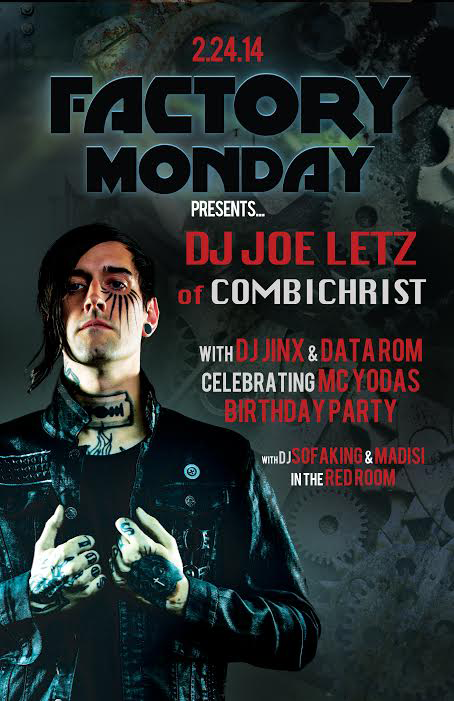 2.24.14
FACTORY
MONDAY
PRESENTS...
DJ JOE LETZ
of COMBICHRIST
WITH DJ JINX & DATA ROM
CELEBRATING MC YODAS
BIRTHDAY PARTY
WITH DJ SOFAKING & MADISI
IN THE RED ROOM